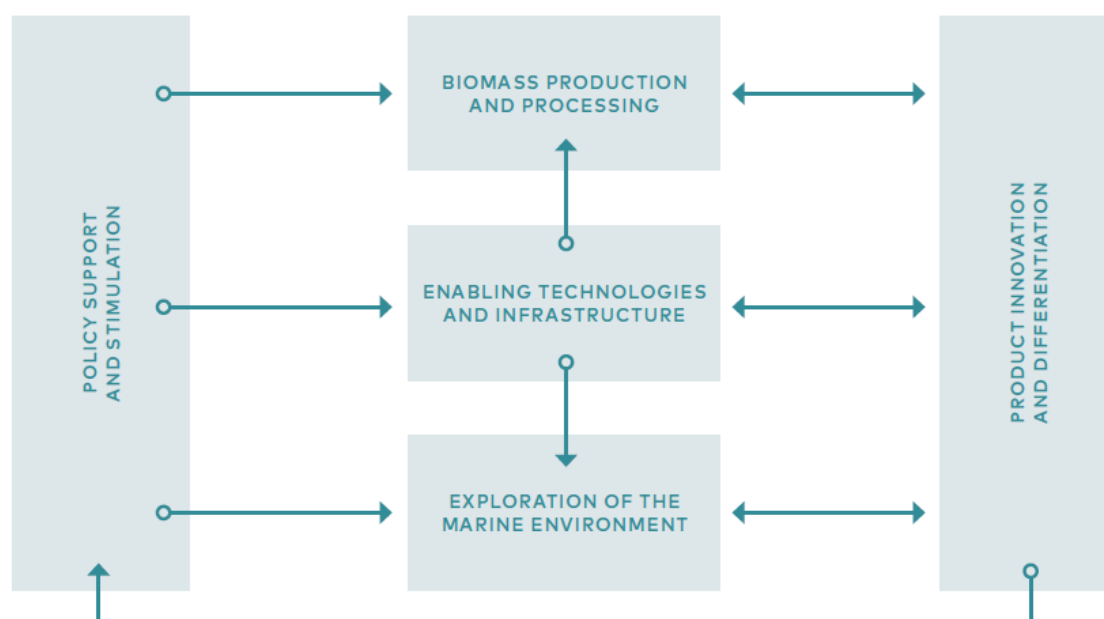 POLICY SUPPORT
AND STIMULATION
BIOMASS PRODUCTION
AND PROCESSING
ENABLING TECHNOLOGIES
AND INFRASTRUCTURE
EXPLORATION OF THE
MARINE ENVIRONMENT
PRODUCT INNOVATION
AND DIFFERENTIATION